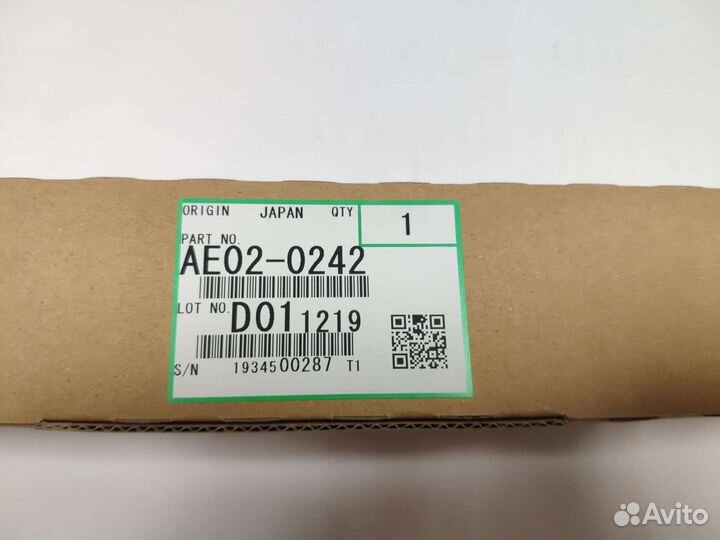 ORIGIN JAPAN QTY 1
PART NO.
AE02-0242
LOT NO. D01 1219
S/N 1934500287 T1
Avito